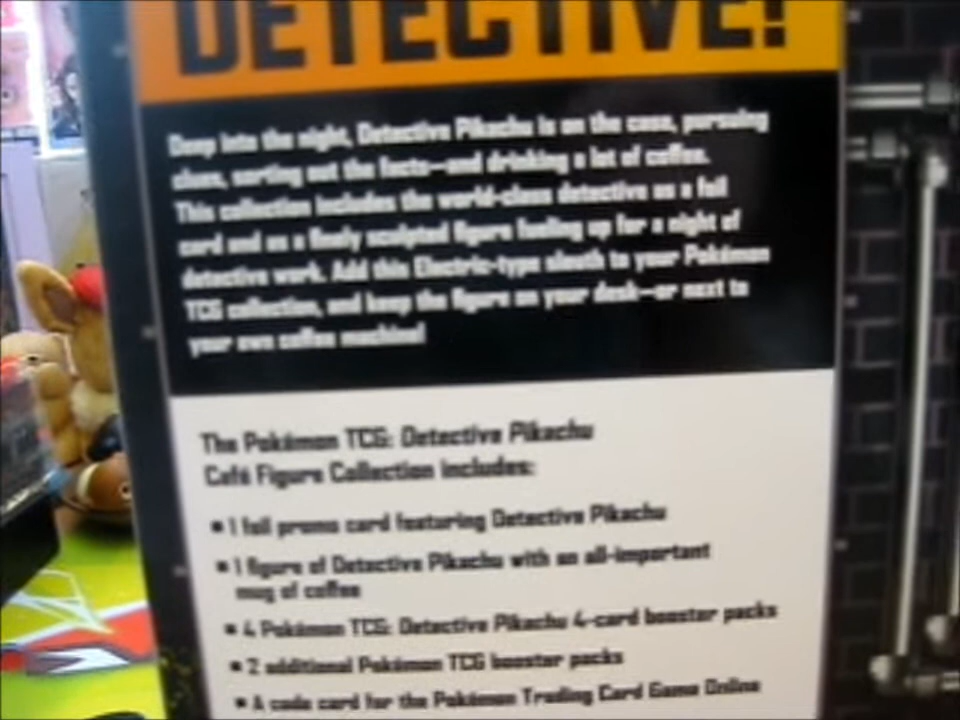 DETECTIVE!
Deep into the night, Detective Pikachu is on the case, pursuing
clues, sorting out the facts—and drinking a lot of coffee.
This collection includes the world-class detective as a foil
card and as a finely sculpted figure fueling up for a night of
detective work. Add this Electric-type sleuth to your Pokémon
TCG collection, and keep the figure on your desk—or next to
your own coffee machine!
The Pokémon TCG: Detective Pikachu
Café Figure Collection includes:
▪ 1 foil promo card featuring Detective Pikachu
▪ 1 figure of Detective Pikachu with an all-important
mug of coffee
▪ 4 Pokémon TCG: Detective Pikachu 4-card booster packs
▪ 2 additional Pokémon TCG booster packs
▪ A code card for the Pokémon Trading Card Game Online